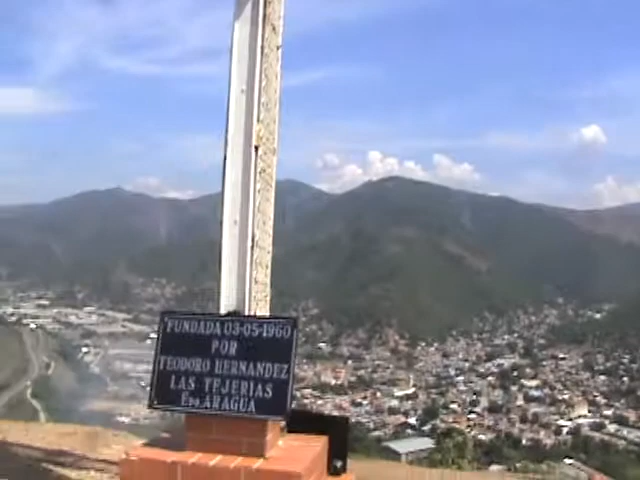 FUNDADA 03-05-1960
POR
TEODORO HERNANDEZ
LAS TEJERIAS
Edo. ARAGUA